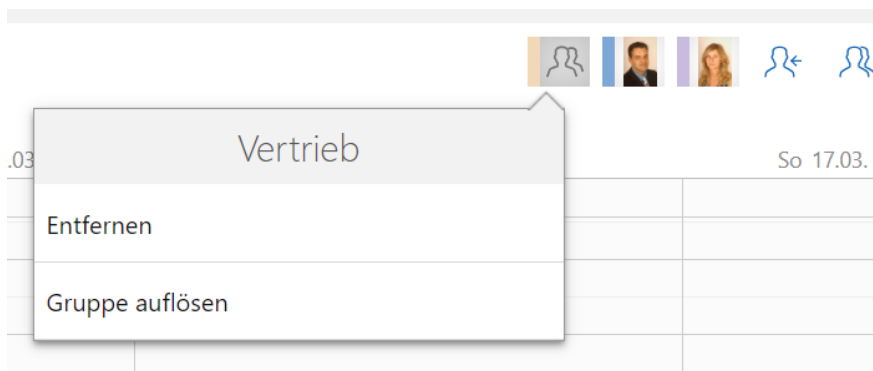 Vertrieb
.03
So 17.03.
Entfernen
Gruppe auflösen